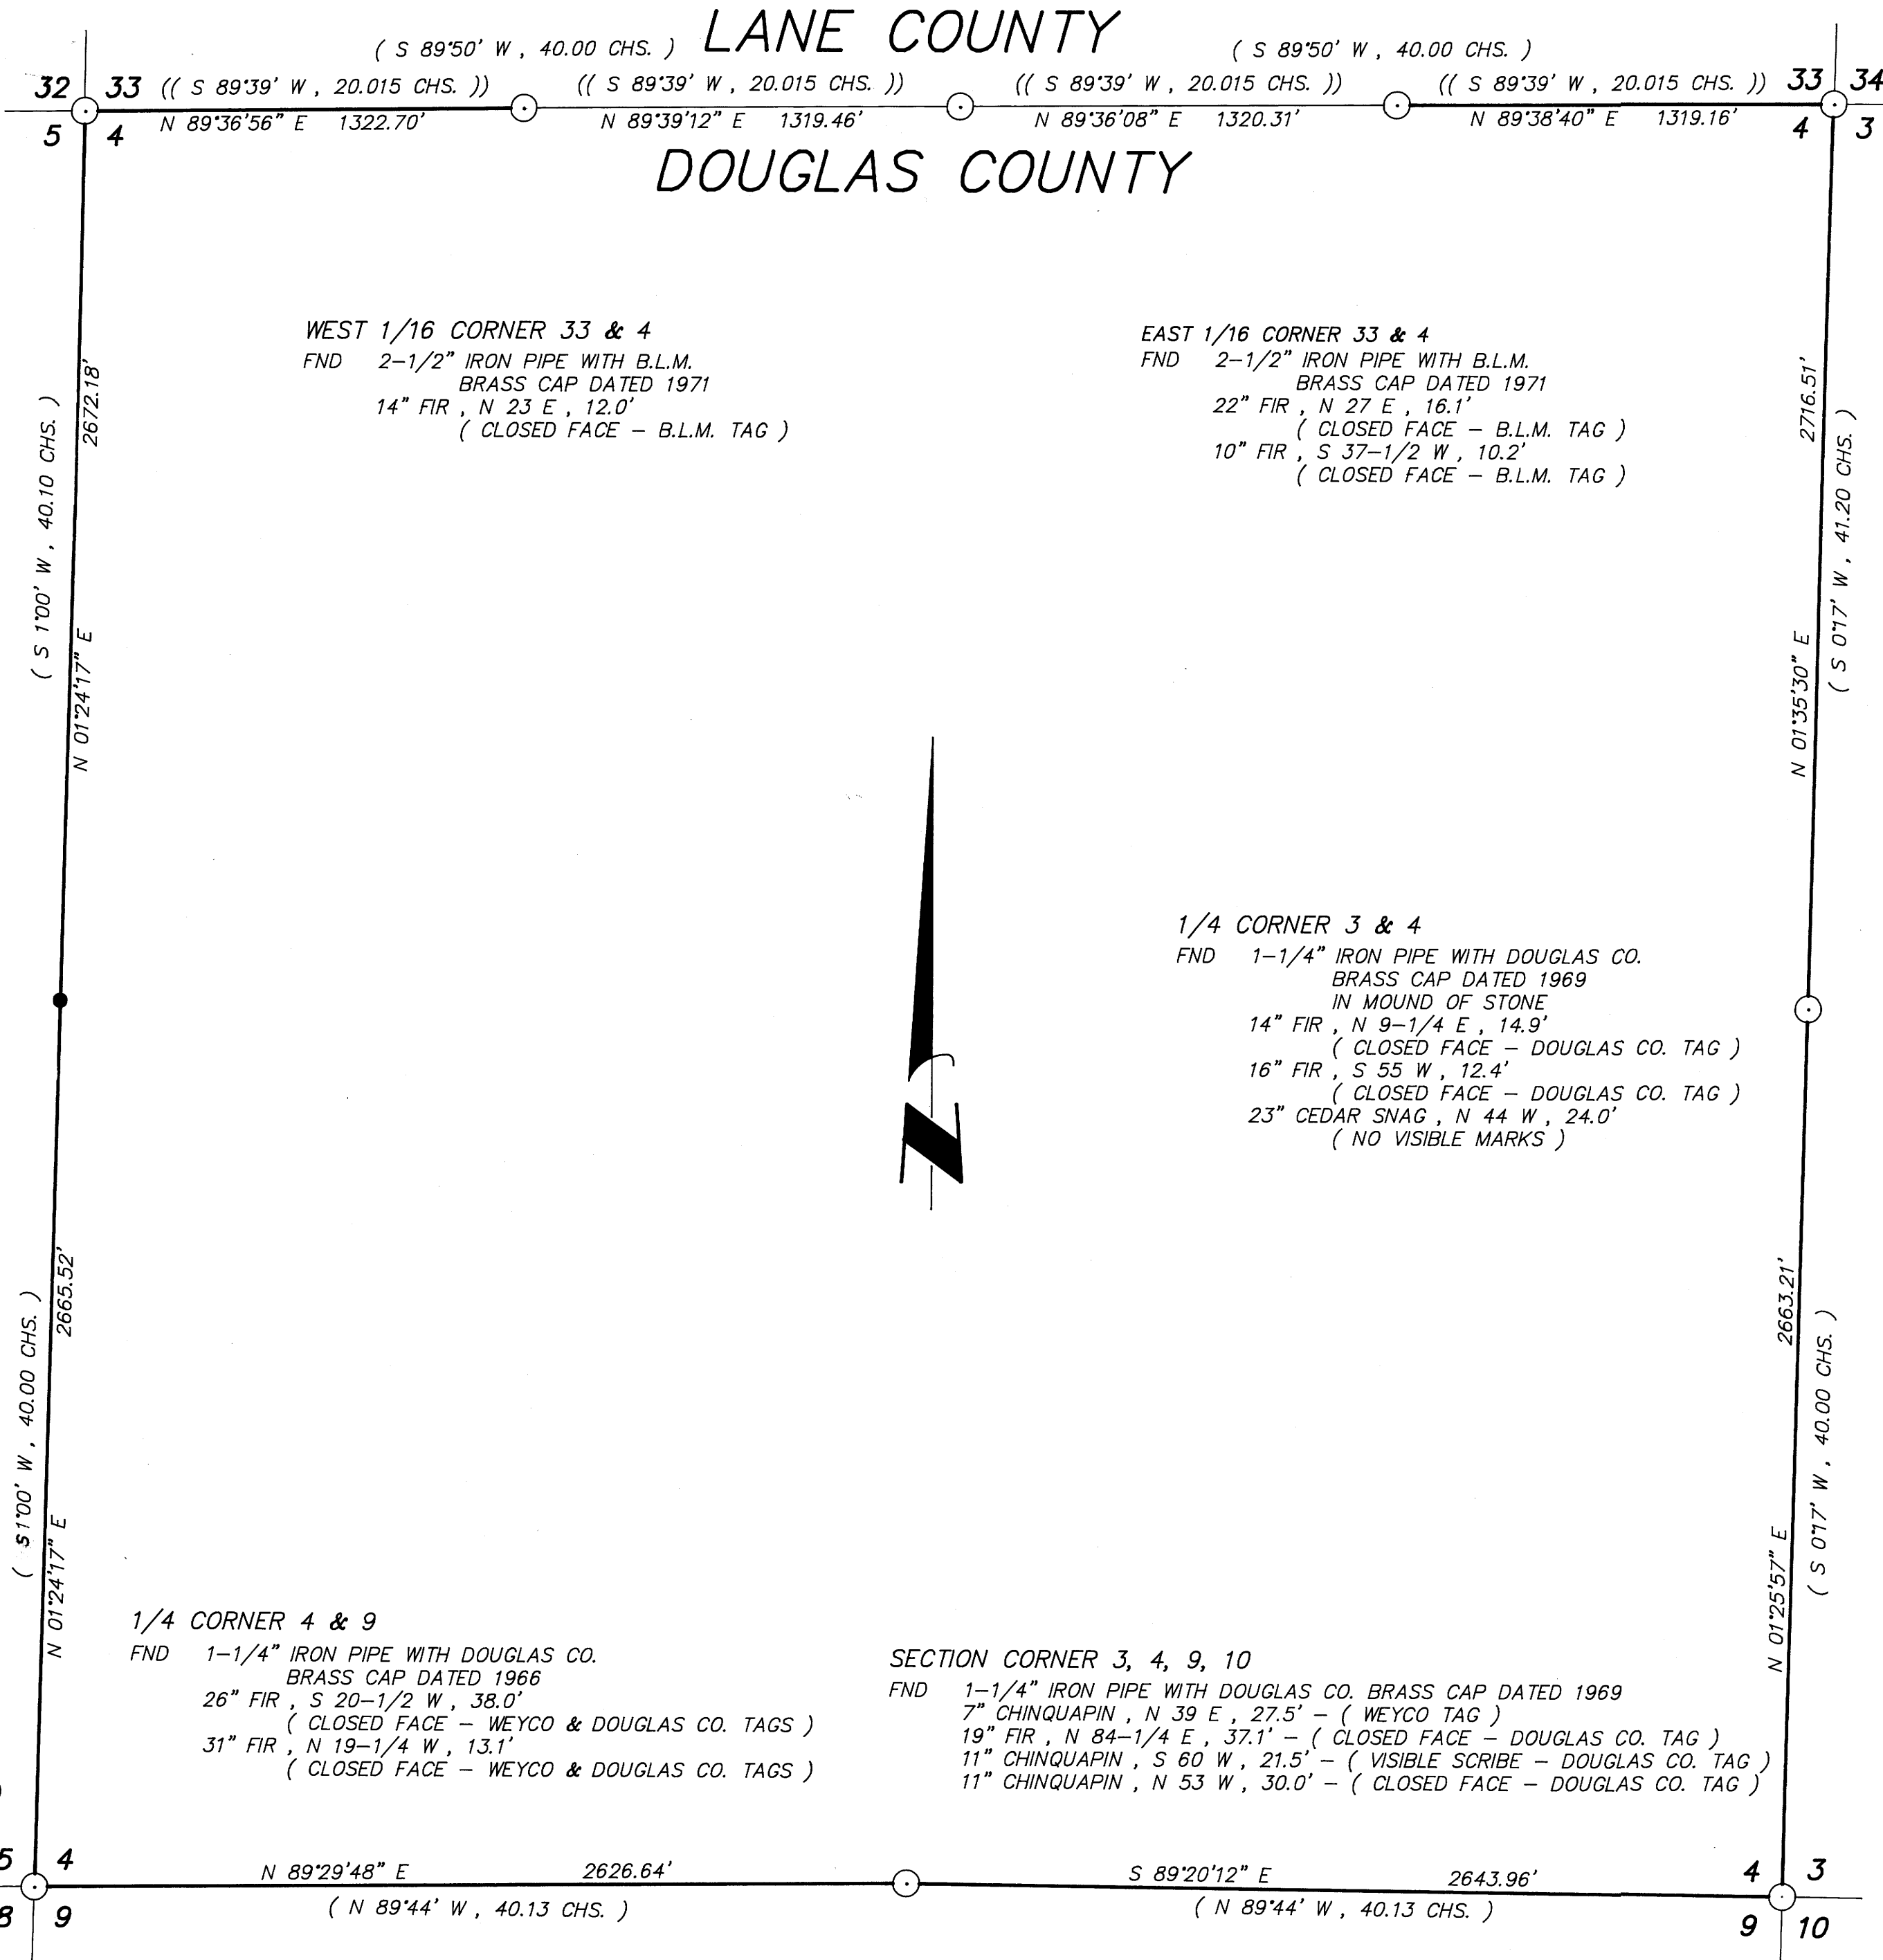 LANE COUNTY
( S 89°50' W , 40.00 CHS. )
( S 89°50' W , 40.00 CHS. )
32 33
(( S 89°39' W , 20.015 CHS. ))
(( S 89°39' W , 20.015 CHS. ))
(( S 89°39' W , 20.015 CHS. ))
(( S 89°39' W , 20.015 CHS. ))
33 34
5 4
N 89°36'56" E 1322.70'
N 89°39'12" E 1319.46'
N 89°36'08" E 1320.31'
N 89°38'40" E 1319.16'
4 3
DOUGLAS COUNTY
WEST 1/16 CORNER 33 & 4
FND 2-1/2" IRON PIPE WITH B.L.M.
BRASS CAP DATED 1971
14" FIR , N 23 E , 12.0'
( CLOSED FACE - B.L.M. TAG )
EAST 1/16 CORNER 33 & 4
FND 2-1/2" IRON PIPE WITH B.L.M.
BRASS CAP DATED 1971
22" FIR , N 27 E , 16.1'
( CLOSED FACE - B.L.M. TAG )
10" FIR , S 37-1/2 W , 10.2'
( CLOSED FACE - B.L.M. TAG )
( S 1°00' W , 40.10 CHS. )
N 01°24'17" E 2672.18'
N 01°35'30" E 2716.51'
( S 0°17' W , 41.20 CHS. )
1/4 CORNER 3 & 4
FND 1-1/4" IRON PIPE WITH DOUGLAS CO.
BRASS CAP DATED 1969
IN MOUND OF STONE
14" FIR , N 9-1/4 E , 14.9'
( CLOSED FACE - DOUGLAS CO. TAG )
16" FIR , S 55 W , 12.4'
( CLOSED FACE - DOUGLAS CO. TAG )
23" CEDAR SNAG , N 44 W , 24.0'
( NO VISIBLE MARKS )
N
( S 1°00' W , 40.00 CHS. )
N 01°24'17" E 2665.52'
N 01°25'57" E 2663.21'
( S 0°17' W , 40.00 CHS. )
1/4 CORNER 4 & 9
FND 1-1/4" IRON PIPE WITH DOUGLAS CO.
BRASS CAP DATED 1966
26" FIR , S 20-1/2 W , 38.0'
( CLOSED FACE - WEYCO & DOUGLAS CO. TAGS )
31" FIR , N 19-1/4 W , 13.1'
( CLOSED FACE - WEYCO & DOUGLAS CO. TAGS )
SECTION CORNER 3, 4, 9, 10
FND 1-1/4" IRON PIPE WITH DOUGLAS CO. BRASS CAP DATED 1969
7" CHINQUAPIN , N 39 E , 27.5' - ( WEYCO TAG )
19" FIR , N 84-1/4 E , 37.1' - ( CLOSED FACE - DOUGLAS CO. TAG )
11" CHINQUAPIN , S 60 W , 21.5' - ( VISIBLE SCRIBE - DOUGLAS CO. TAG )
11" CHINQUAPIN , N 53 W , 30.0' - ( CLOSED FACE - DOUGLAS CO. TAG )
5 4
N 89°29'48" E 2626.64'
S 89°20'12" E 2643.96'
4 3
8 9
( N 89°44' W , 40.13 CHS. )
( N 89°44' W , 40.13 CHS. )
9 10